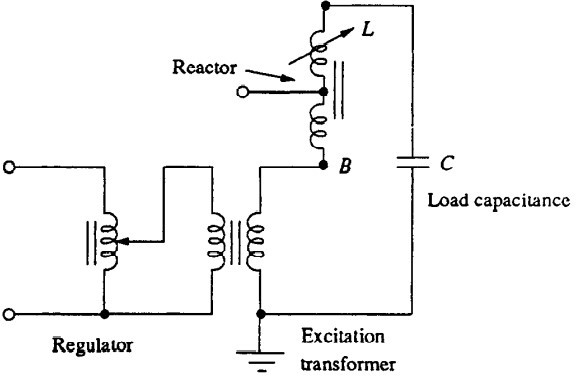 L
Reactor
B
C
Load capacitance
Regulator
Excitation
transformer